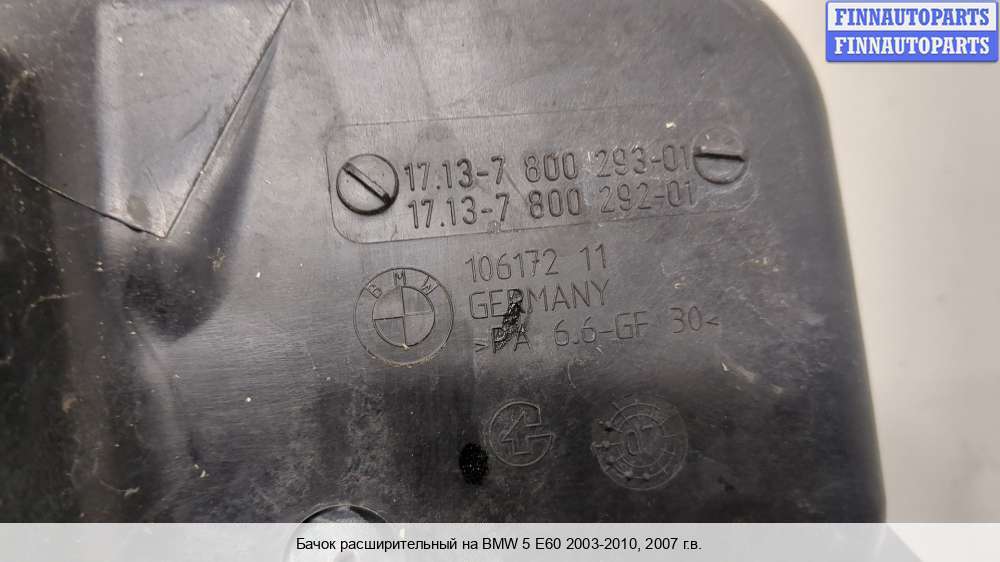 FINNAUTOPARTS
FINNAUTOPARTS
17.13-7 800 293-01
17.13-7 800 292-01
BMW
106172 11
GERMANY
>PA 6.6-GF 30<
07
Бачок расширительный на BMW 5 E60 2003-2010, 2007 г.в.